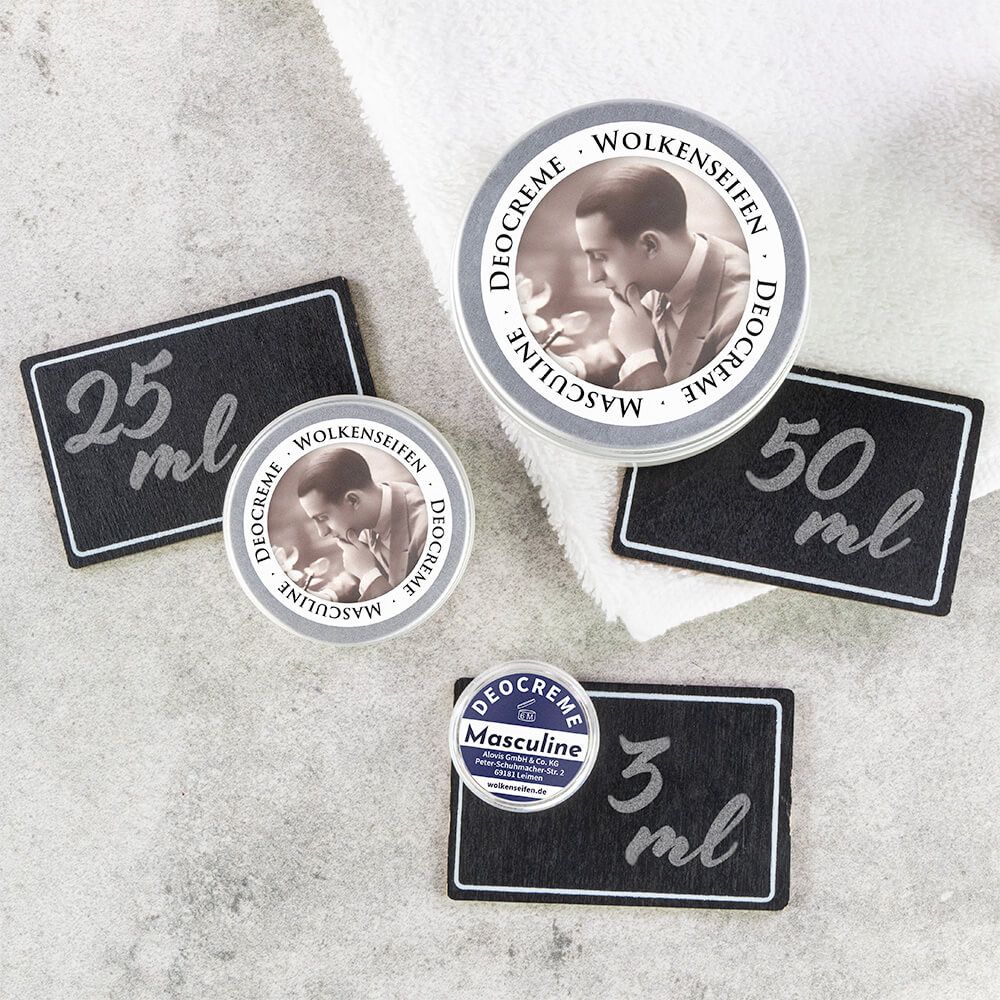 DEOCREME · WOLKENSEIFEN · DEOCREME · MASCULINE ·
25
ml
DEOCREME · WOLKENSEIFEN · DEOCREME · MASCULINE ·
50
ml
DEOCREME
6 M
Masculine
Alovis GmbH & Co. KG
Peter-Schuhmacher-Str. 2
69181 Leimen
wolkenseifen.de
3
ml